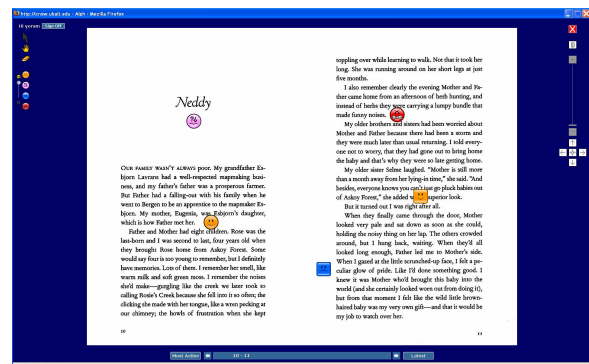 http://crow.ubalt.edu - Alph - Mozilla Firefox
Hi yoram Sign Off
Neddy
OUR FAMILY WASN'T ALWAYS poor. My grandfather Es-
bjorn Lavrans had a well-respected mapmaking busi-
ness, and my father's father was a prosperous farmer.
But Father had a falling-out with his family when he
went to Bergen to be an apprentice to the mapmaker Es-
bjorn. My mother, Eugenia, was Esbjorn's daughter,
which is how Father met her.
Father and Mother had eight children. Rose was the
last-born and I was second to last, four years old when
they brought Rose home from Askoy Forest. Some
would say four is too young to remember, but I definitely
have memories. Lots of them. I remember her smell, like
warm milk and soft green moss. I remember the noises
she'd make—gurgling like the creek we later took to
calling Rosie's Creek because she fell into it so often; the
clicking she made with her tongue, like a wren pecking at
our chimney; the howls of frustration when she kept
10
toppling over while learning to walk. Not that it took her
long. She was running around on her short legs at just
five months.
I also remember clearly the evening Mother and Fa-
ther came home from an afternoon of herb hunting, and
instead of herbs they were carrying a lumpy bundle that
made funny noises.
My older brothers and sisters had been worried about
Mother and Father because there had been a storm and
they were much later than usual returning. I told every-
one not to worry, that they had gone out to bring home
the baby and that's why they were so late getting home.
My older sister Selme laughed. "Mother is still more
than a month away from her lying-in time," she said. "And
besides, everyone knows you can't just go pluck babies out
of Askoy Forest," she added superior look.
But it turned out I was right after all.
When they finally came through the door, Mother
looked very pale and sat down as soon as she could,
holding the noisy thing on her lap. The others crowded
around, but I hung back, waiting. When they'd all
looked long enough, Father led me to Mother's side.
When I gazed at the little scrunched-up face, I felt a pe-
culiar glow of pride. Like I'd done something good. I
knew it was Mother who'd brought this baby into the
world (and she certainly looked worn out from doing it),
but from that moment I felt like the wild little brown-
haired baby was my very own gift—and that it would be
my job to watch over her.
11
Most Active 10 - 11 Latest